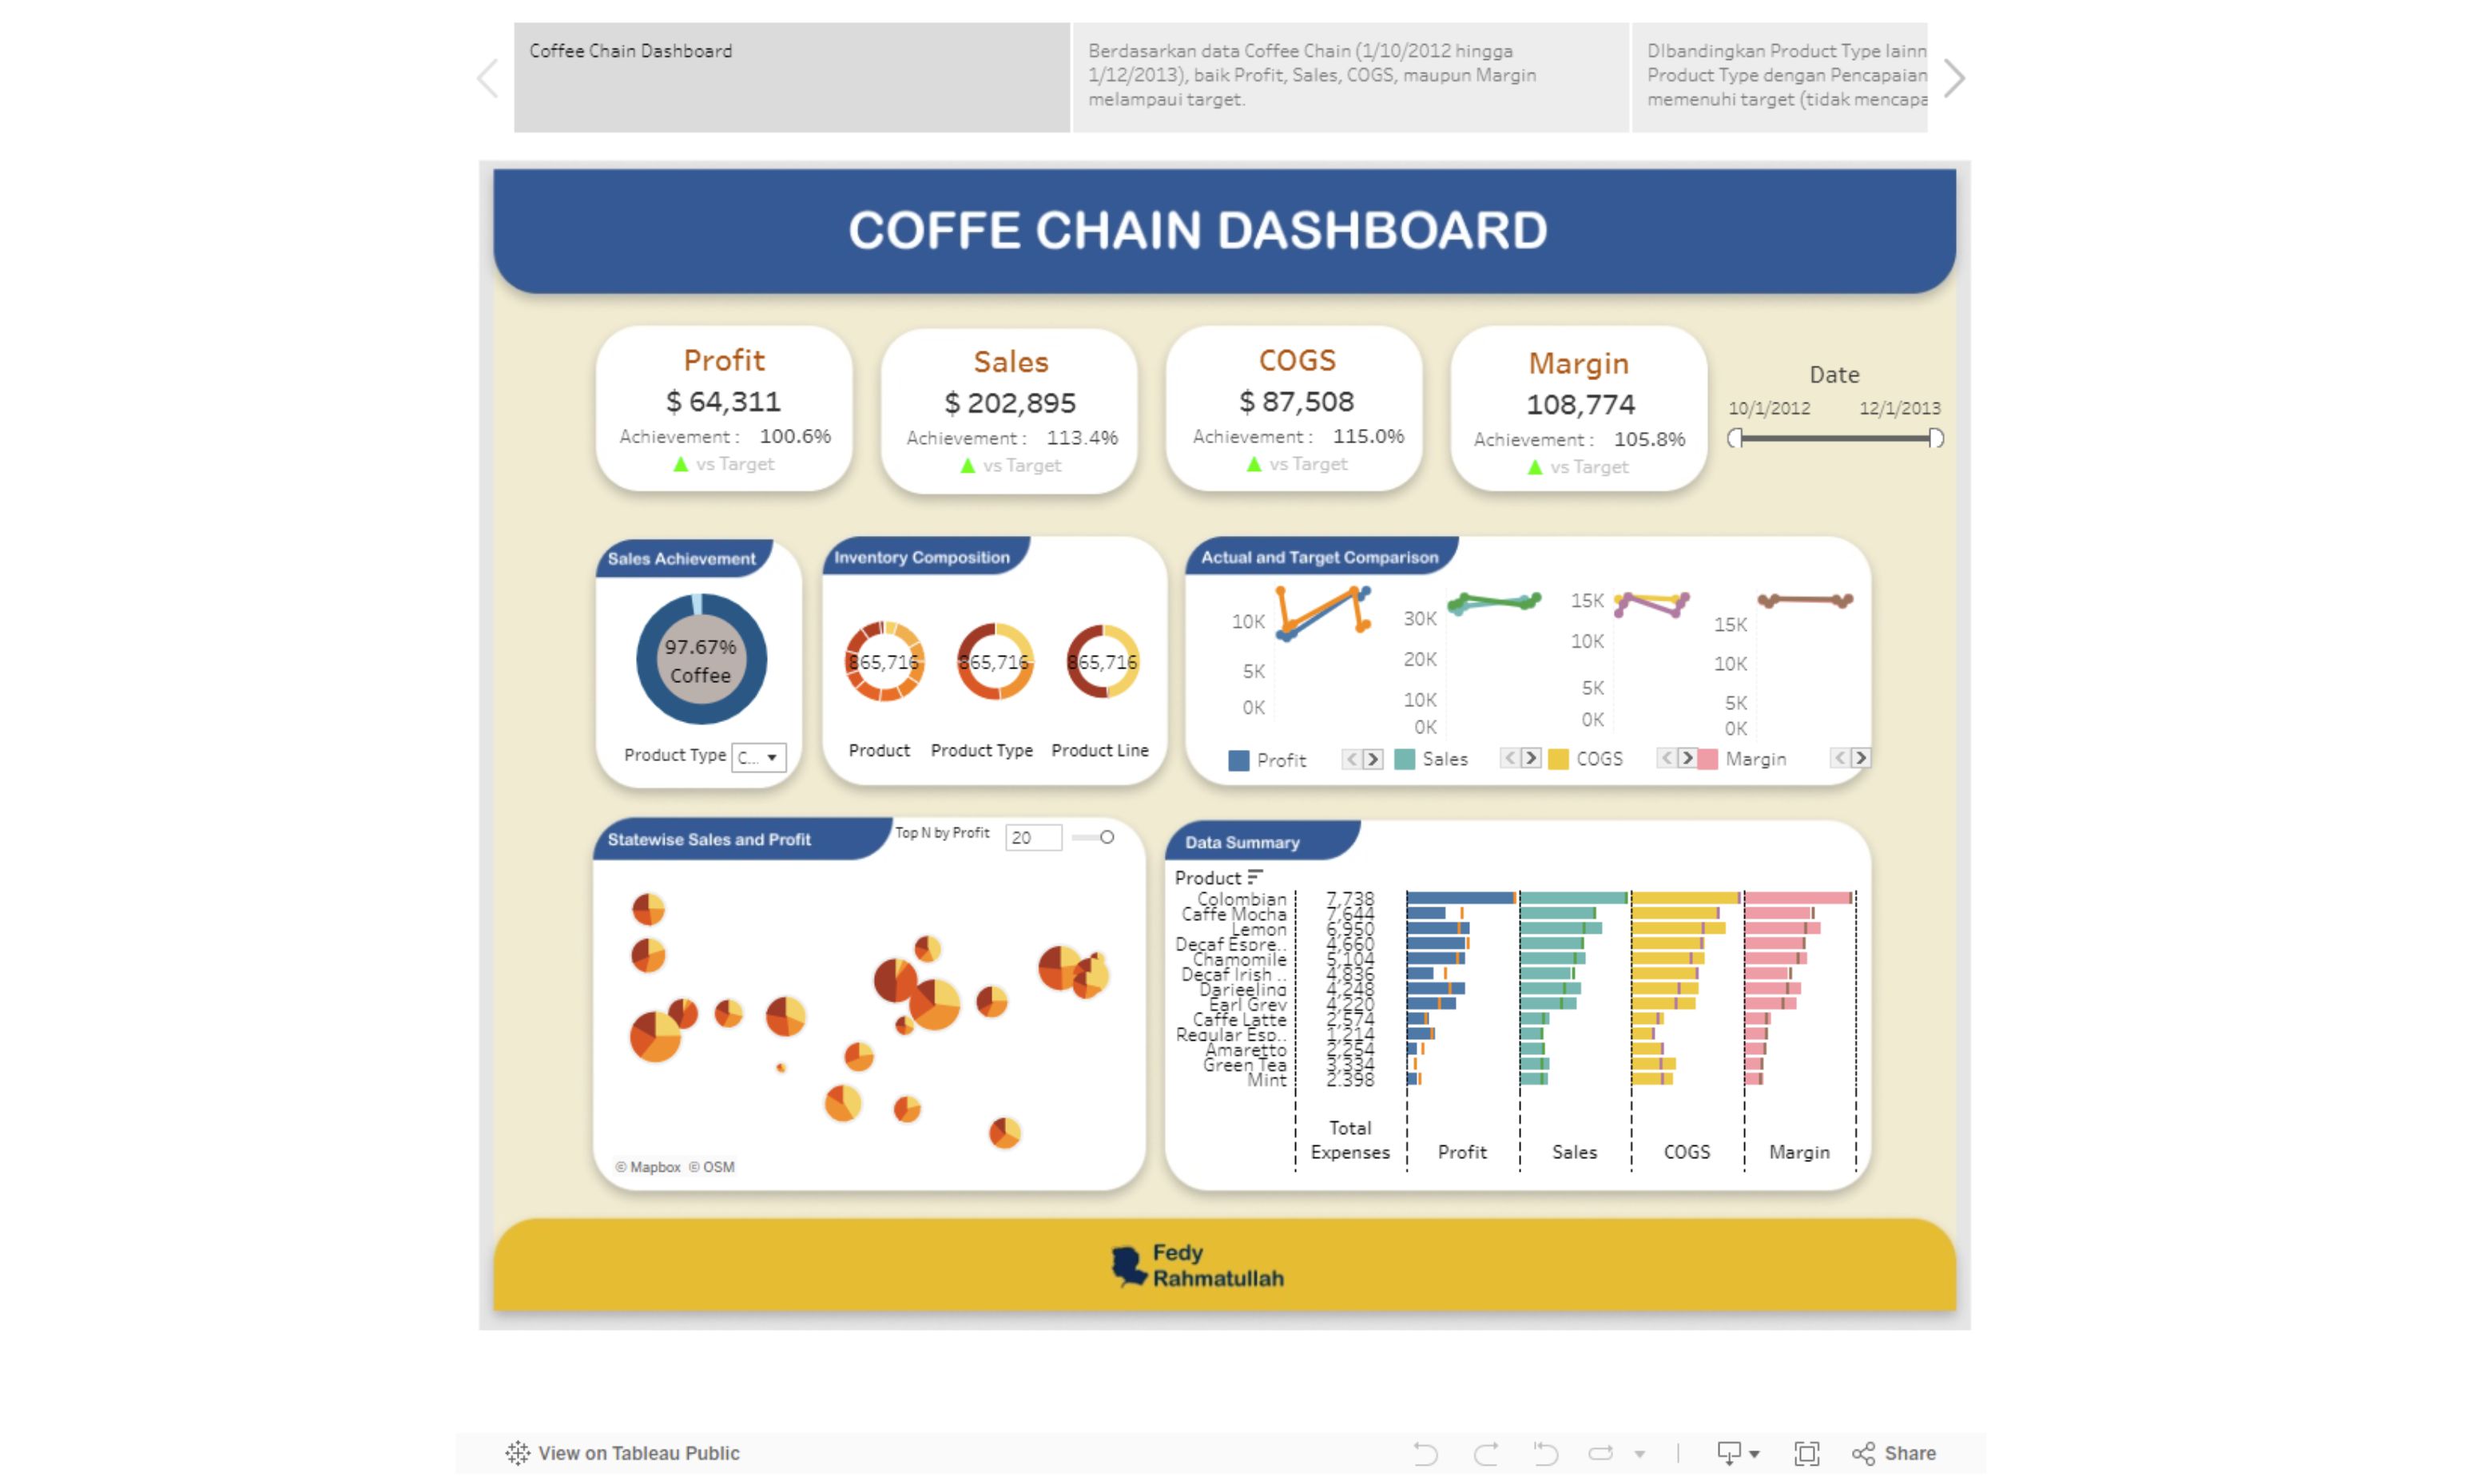 Coffee Chain Dashboard
Berdasarkan data Coffee Chain (1/10/2012 hingga
1/12/2013), baik Profit, Sales, COGS, maupun Margin
melampaui target.
DIbandingkan Product Type lainn
Product Type dengan Pencapaian
memenuhi target (tidak mencapa
COFFE CHAIN DASHBOARD
Profit
$ 64,311
Achievement : 100.6%
▲ vs Target
Sales
$ 202,895
Achievement : 113.4%
▲ vs Target
COGS
$ 87,508
Achievement : 115.0%
▲ vs Target
Margin
108,774
Achievement : 105.8%
▲ vs Target
Date
10/1/2012 12/1/2013
Sales Achievement
97.67%
Coffee
Product Type C...
Inventory Composition
865,716 865,716 865,716
Product Product Type Product Line
Actual and Target Comparison
10K
5K
0K
30K
20K
10K
0K
15K
10K
5K
0K
15K
10K
5K
0K
Profit Sales COGS Margin
Statewise Sales and Profit
Top N by Profit 20
© Mapbox © OSM
Data Summary
Product
Colombian 7,738
Caffe Mocha 7,644
Lemon 6,950
Decaf Espre.. 4,660
Chamomile 5,104
Decaf Irish .. 4,836
Darjeeling 4,248
Earl Grey 4,220
Caffe Latte 2,574
Regular Esp.. 1,214
Amaretto 2,254
Green Tea 3,334
Mint 2,398
Total
Expenses Profit Sales COGS Margin
Fedy
Rahmatullah
View on Tableau Public
Share